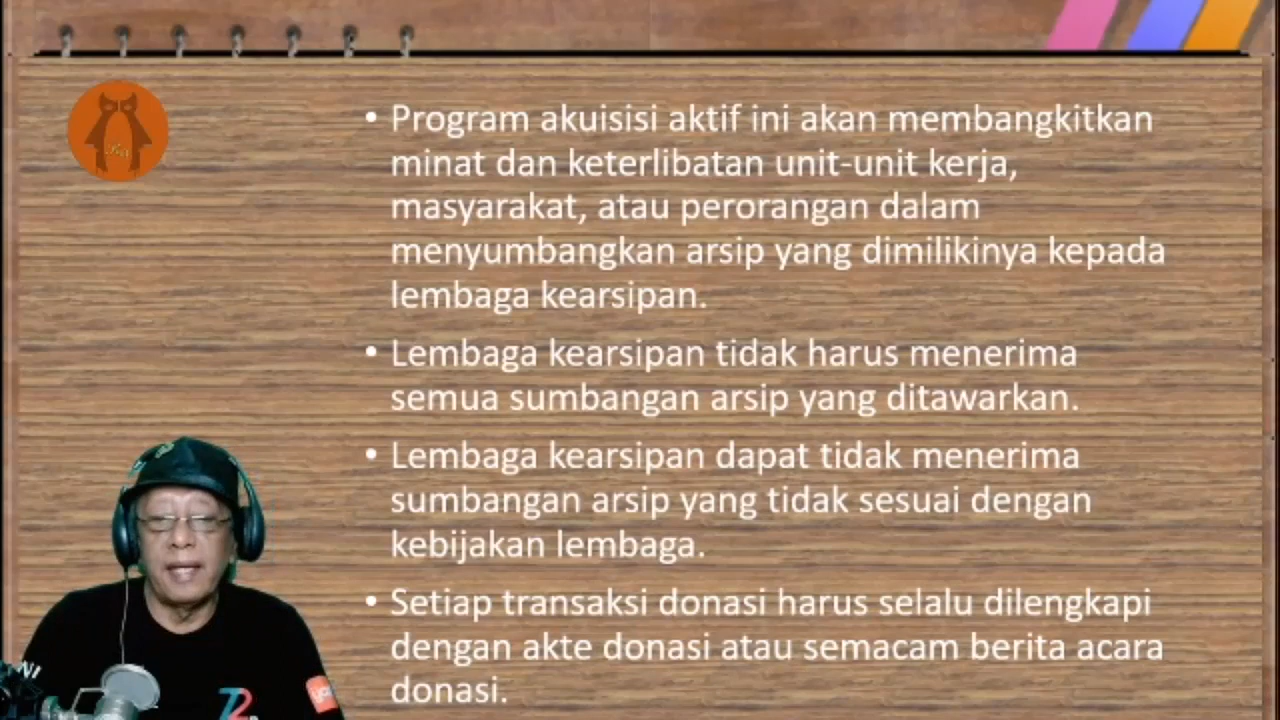 • Program akuisisi aktif ini akan membangkitkan
minat dan keterlibatan unit-unit kerja,
masyarakat, atau perorangan dalam
menyumbangkan arsip yang dimilikinya kepada
lembaga kearsipan.
• Lembaga kearsipan tidak harus menerima
semua sumbangan arsip yang ditawarkan.
• Lembaga kearsipan dapat tidak menerima
sumbangan arsip yang tidak sesuai dengan
kebijakan lembaga.
• Setiap transaksi donasi harus selalu dilengkapi
dengan akte donasi atau semacam berita acara
donasi.
72